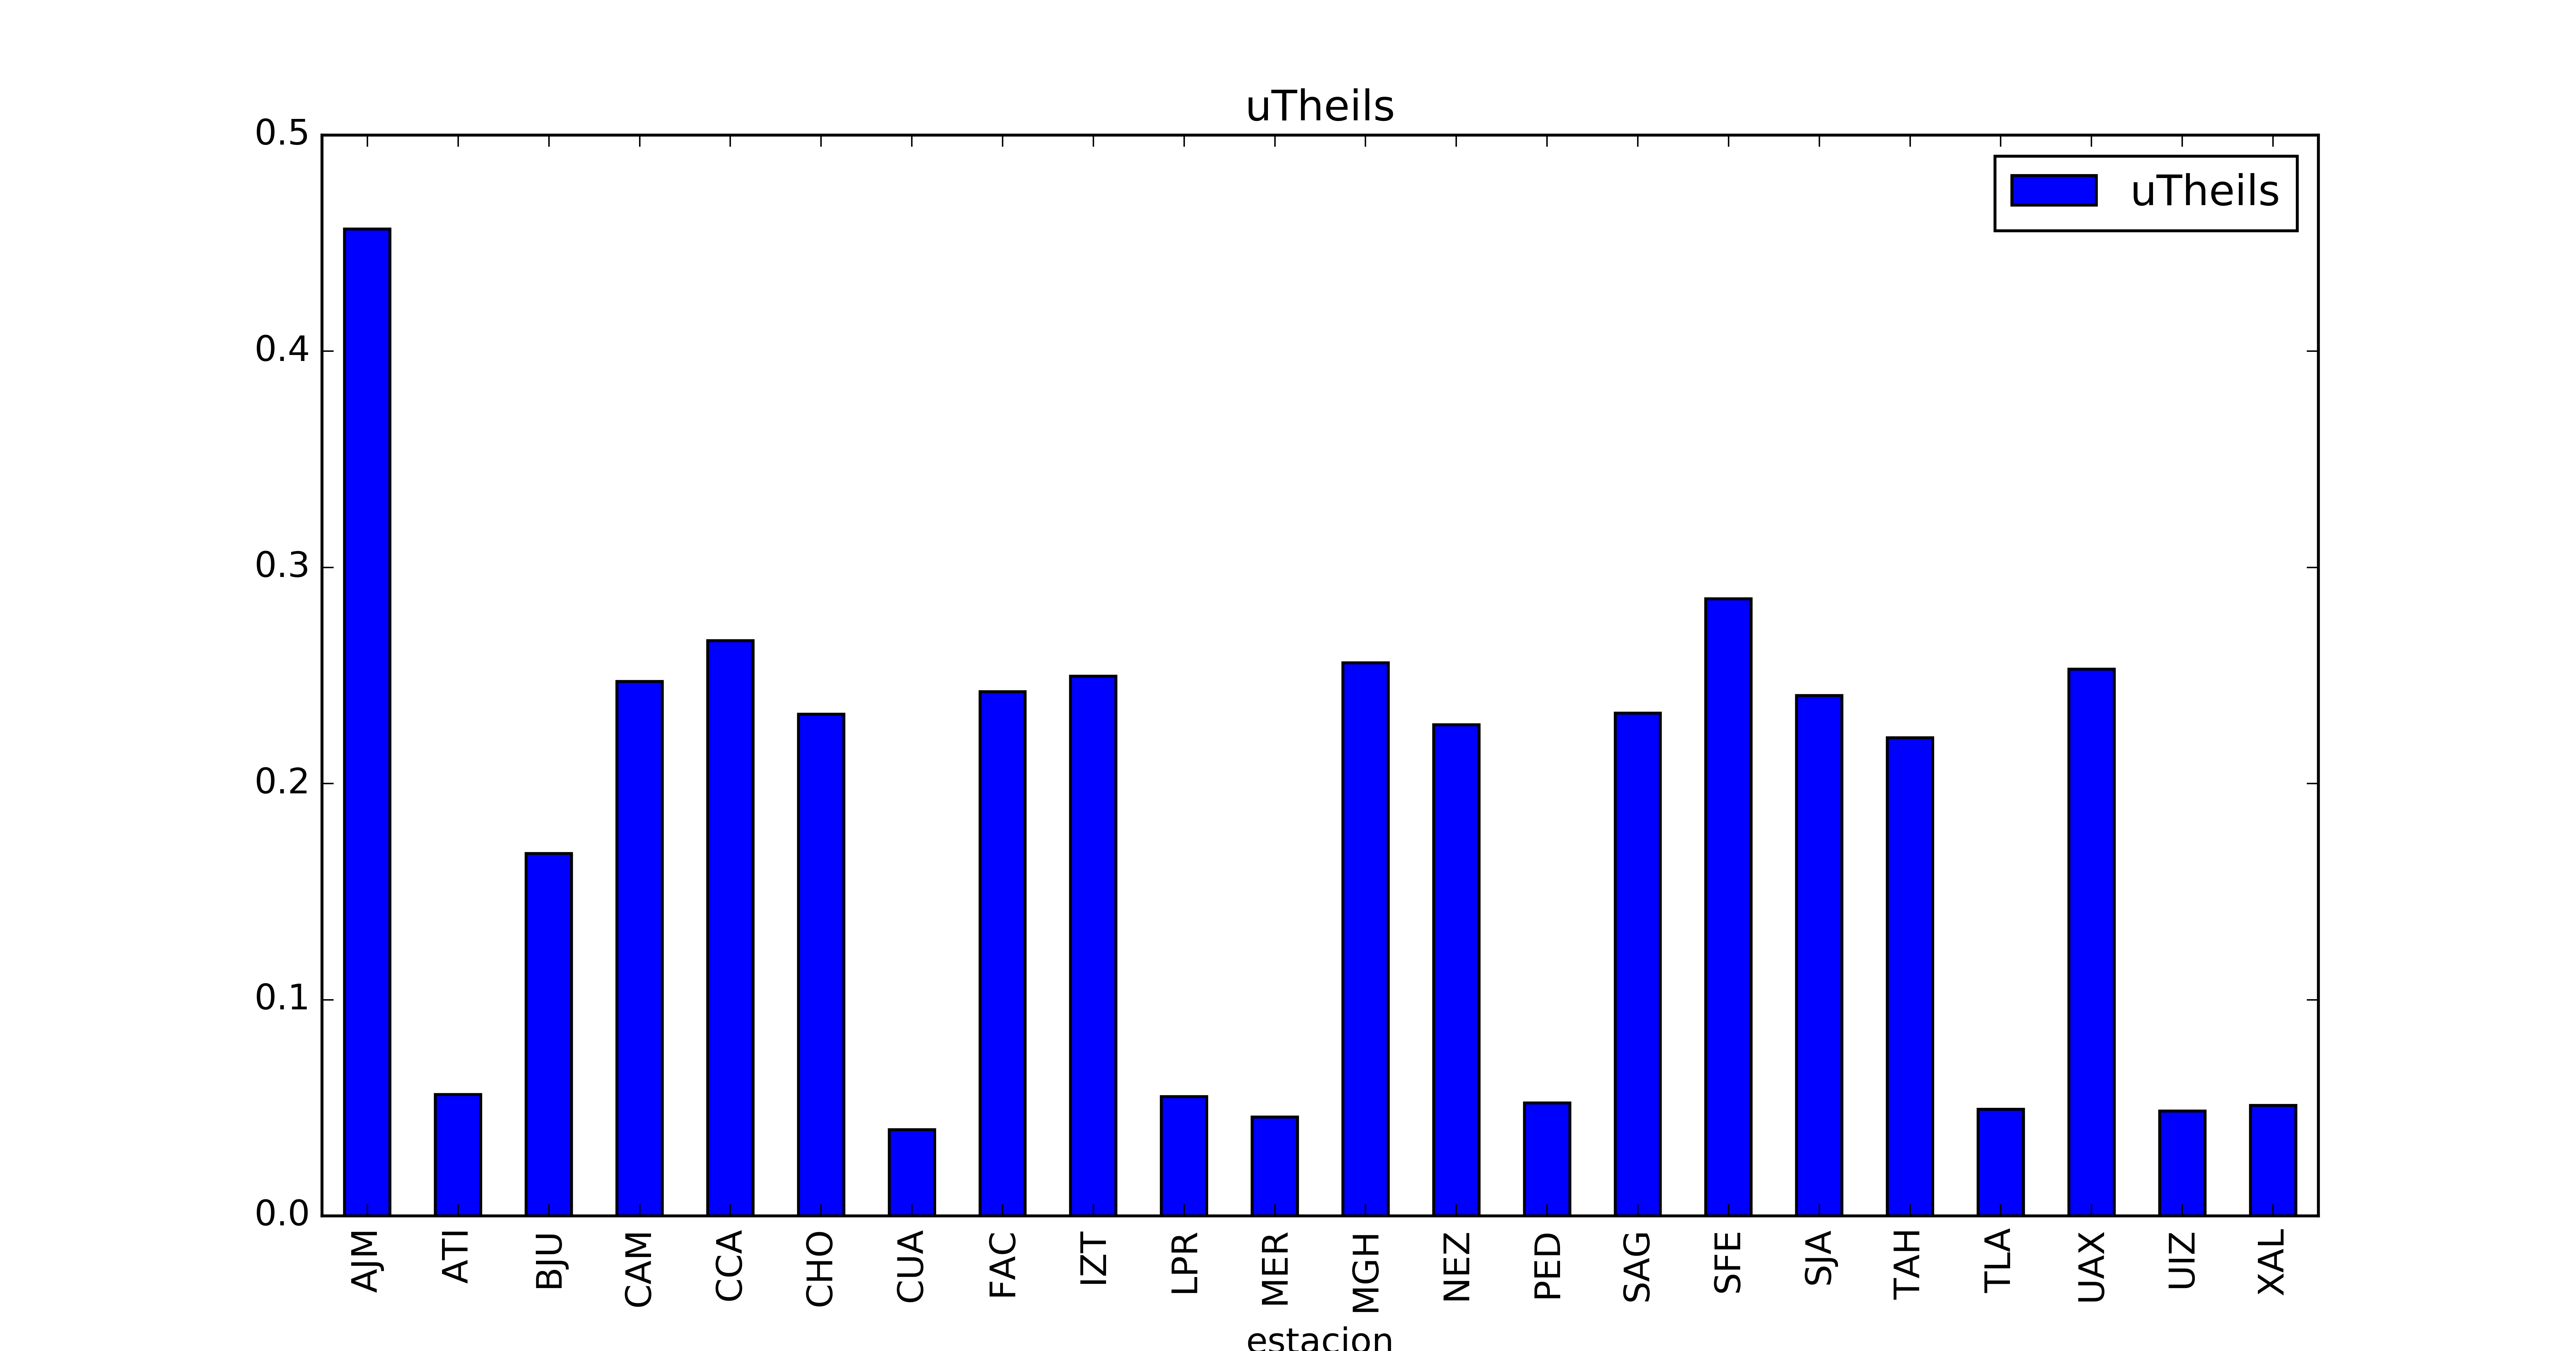 uTheils
0.5
uTheils
0.4
0.3
0.2
0.1
0.0
AJM
ATI
BJU
CAM
CCA
CHO
CUA
FAC
IZT
LPR
MER
MGH
NEZ
PED
SAG
SFE
SJA
TAH
TLA
UAX
UIZ
XAL
estacion